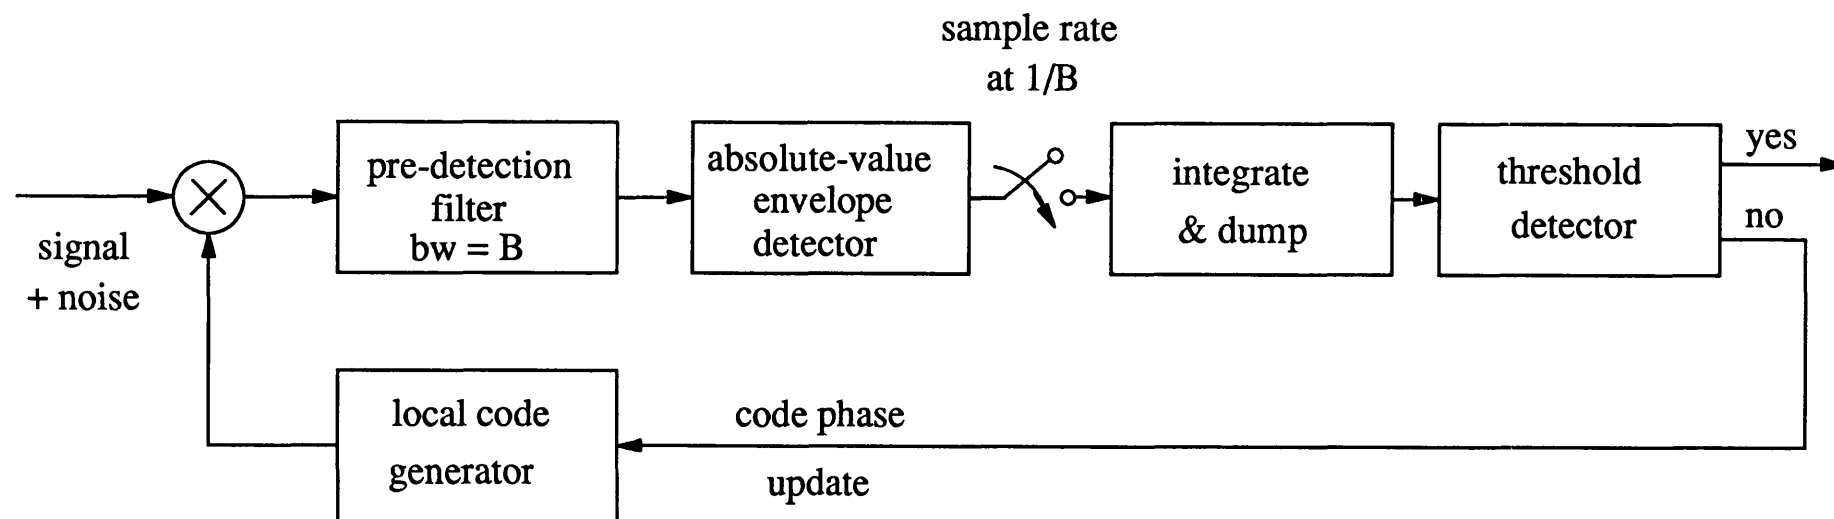 sample rate
at 1/B
signal
+ noise
pre-detection
filter
bw = B
absolute-value
envelope
detector
integrate
& dump
threshold
detector
yes
no
local code
generator
code phase
update